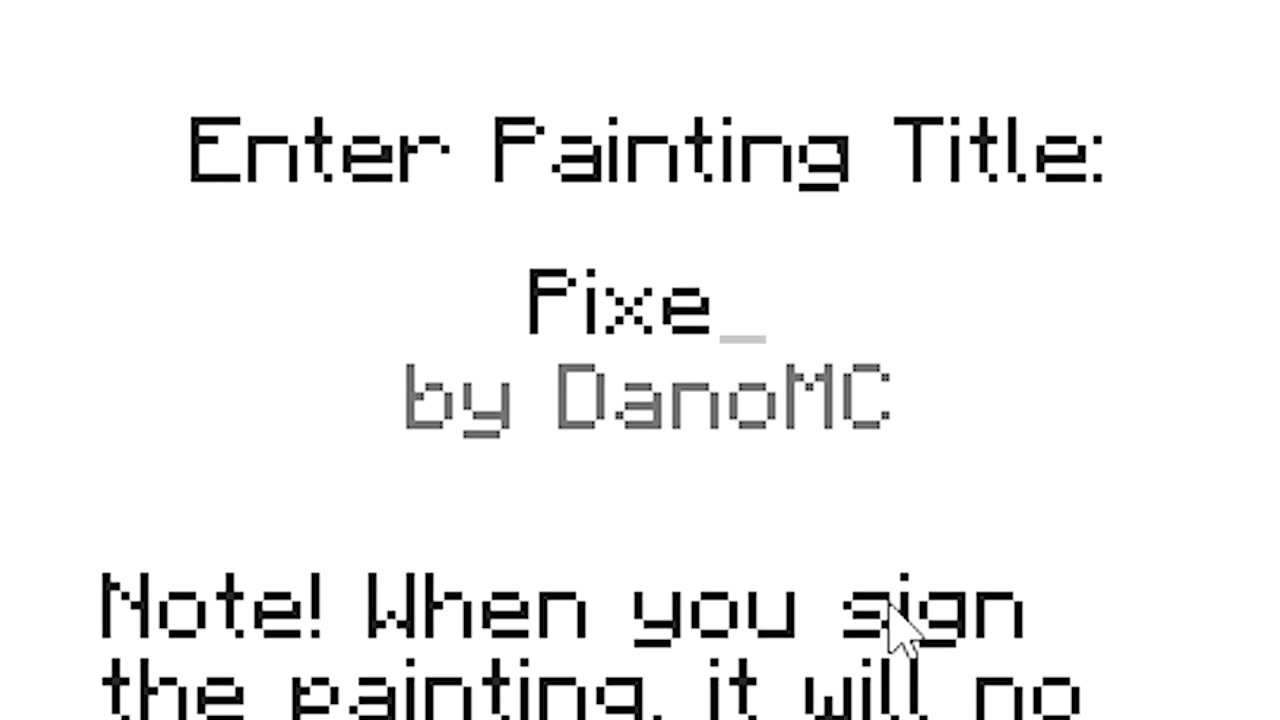 Enter Painting Title:
Pixe_
by DanoMC
Note! When you sign
the painting, it will no